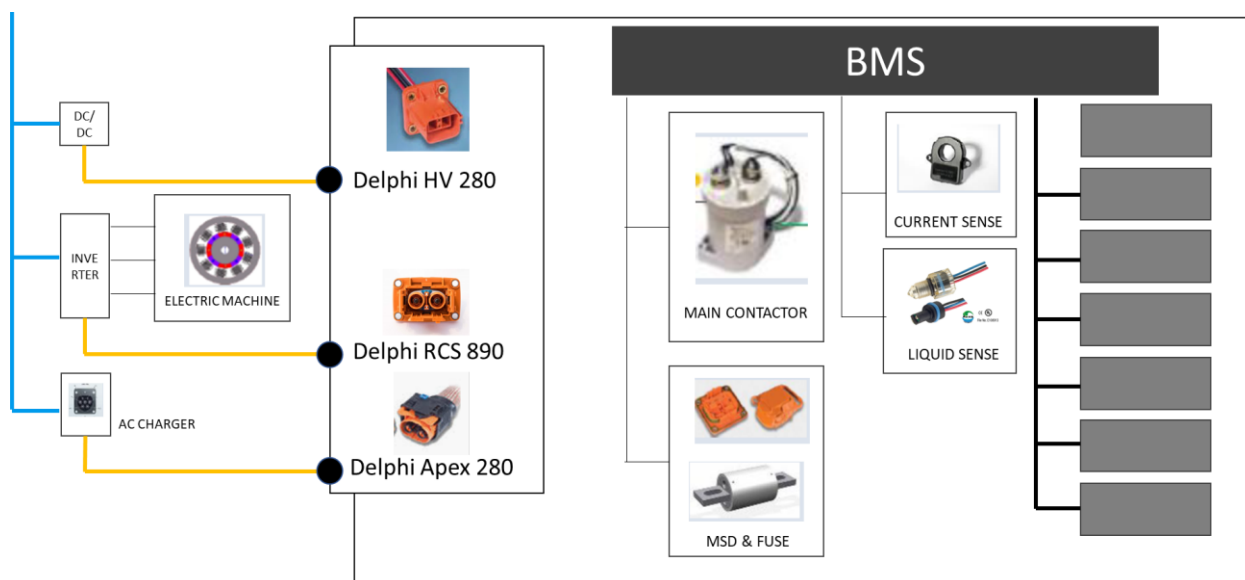 BMS
DC/
DC
Delphi HV 280
INVE
RTER
ELECTRIC MACHINE
Delphi RCS 890
AC CHARGER
Delphi Apex 280
MAIN CONTACTOR
CURRENT SENSE
LIQUID SENSE
MSD & FUSE